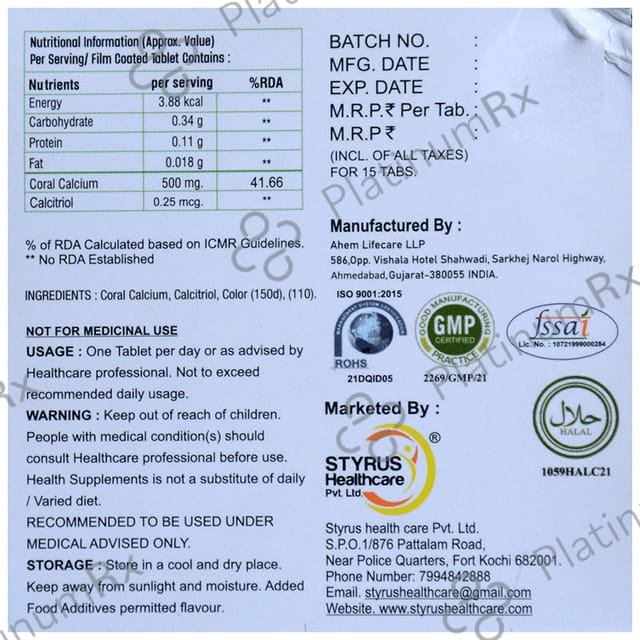 Nutritional Information (Approx. Value)
Per Serving/ Film Coated Tablet Contains :
Nutrients per serving %RDA
Energy 3.88 kcal **
Carbohydrate 0.34 g **
Protein 0.11 g **
Fat 0.018 g **
Coral Calcium 500 mg. 41.66
Calcitriol 0.25 mcg. **
% of RDA Calculated based on ICMR Guidelines.
** No RDA Established
INGREDIENTS : Coral Calcium, Calcitriol, Color (150d), (110).
NOT FOR MEDICINAL USE
USAGE : One Tablet per day or as advised by
Healthcare professional. Not to exceed
recommended daily usage.
WARNING : Keep out of reach of children.
People with medical condition(s) should
consult Healthcare professional before use.
Health Supplements is not a substitute of daily
/ Varied diet.
RECOMMENDED TO BE USED UNDER
MEDICAL ADVISED ONLY.
STORAGE : Store in a cool and dry place.
Keep away from sunlight and moisture. Added
Food Additives permitted flavour.
BATCH NO. :
MFG. DATE :
EXP. DATE :
M.R.P.₹ Per Tab. :
M.R.P ₹ :
(INCL. OF ALL TAXES)
FOR 15 TABS.
Manufactured By :
Ahem Lifecare LLP
586,Opp. Vishala Hotel Shahwadi, Sarkhej Narol Highway,
Ahmedabad,Gujarat-380055 INDIA.
ISO 9001:2015
ROHS
21DQID05
GOOD MANUFACTURING
GMP
CERTIFIED
PRACTICE
2269/GMP/21
fssai
Lic. No. : 10721999000284
حلال
HALAL
1059HALC21
Marketed By :
STYRUS
Healthcare
Pvt. Ltd.
®
Styrus health care Pvt. Ltd.
S.P.O.1/876 Pattalam Road,
Near Police Quarters, Fort Kochi 682001.
Phone Number: 7994842888
Email. styrushealthcare@gmail.com
Website. www.styrushealthcare.com
PlatinumRx
PlatinumRx
PlatinumRx
PlatinumRx